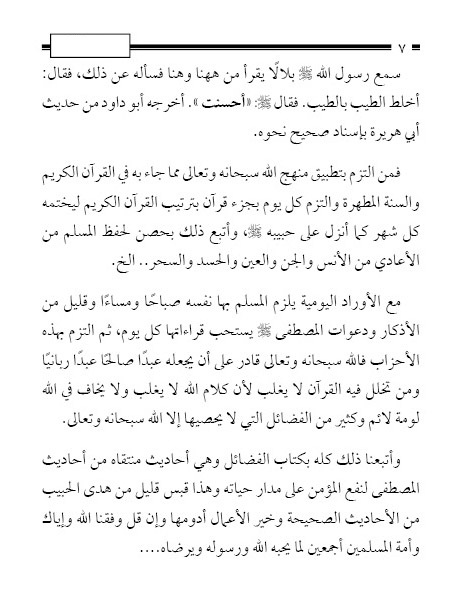 ٧
سمع رسول الله ﷺ بلالًا يقرأ من ههنا وهنا فسأله عن ذلك، فقال:
أخلط الطيب بالطيب. فقال ﷺ: «أحسنت». أخرجه أبو داود من حديث
أبي هريرة بإسناد صحيح نحوه.
فمن التزم بتطبيق منهج الله سبحانه وتعالى مما جاء به في القرآن الكريم
والسنة المطهرة والتزم كل يوم بجزء قرآن بترتيب القرآن الكريم ليختمه
كل شهر كما أنزل على حبيبه ﷺ، وأتبع ذلك بحصن لحفظ المسلم من
الأعادي من الأنس والجن والعين والحسد والسحر.. الخ.
مع الأوراد اليومية يلزم المسلم بها نفسه صباحًا ومساءًا وقليل من
الأذكار ودعوات المصطفى ﷺ يستحب قراءاتها كل يوم، ثم التزم بهذه
الأحزاب فالله سبحانه وتعالى قادر على أن يجعله عبدًا صالحًا عبدًا ربانيًا
ومن تخلل فيه القرآن لا يغلب لأن كلام الله لا يغلب ولا يخاف في الله
لومة لائم وكثير من الفضائل التي لا يحصيها إلا الله سبحانه وتعالى.
وأتبعنا ذلك كله بكتاب الفضائل وهي أحاديث منتقاه من أحاديث
المصطفى لنفع المؤمن على مدار حياته وهذا قبس قليل من هدى الحبيب
من الأحاديث الصحيحة وخير الأعمال أدومها وإن قل وفقنا الله وإياك
وأمة المسلمين أجمعين لما يحبه الله ورسوله ويرضاه....